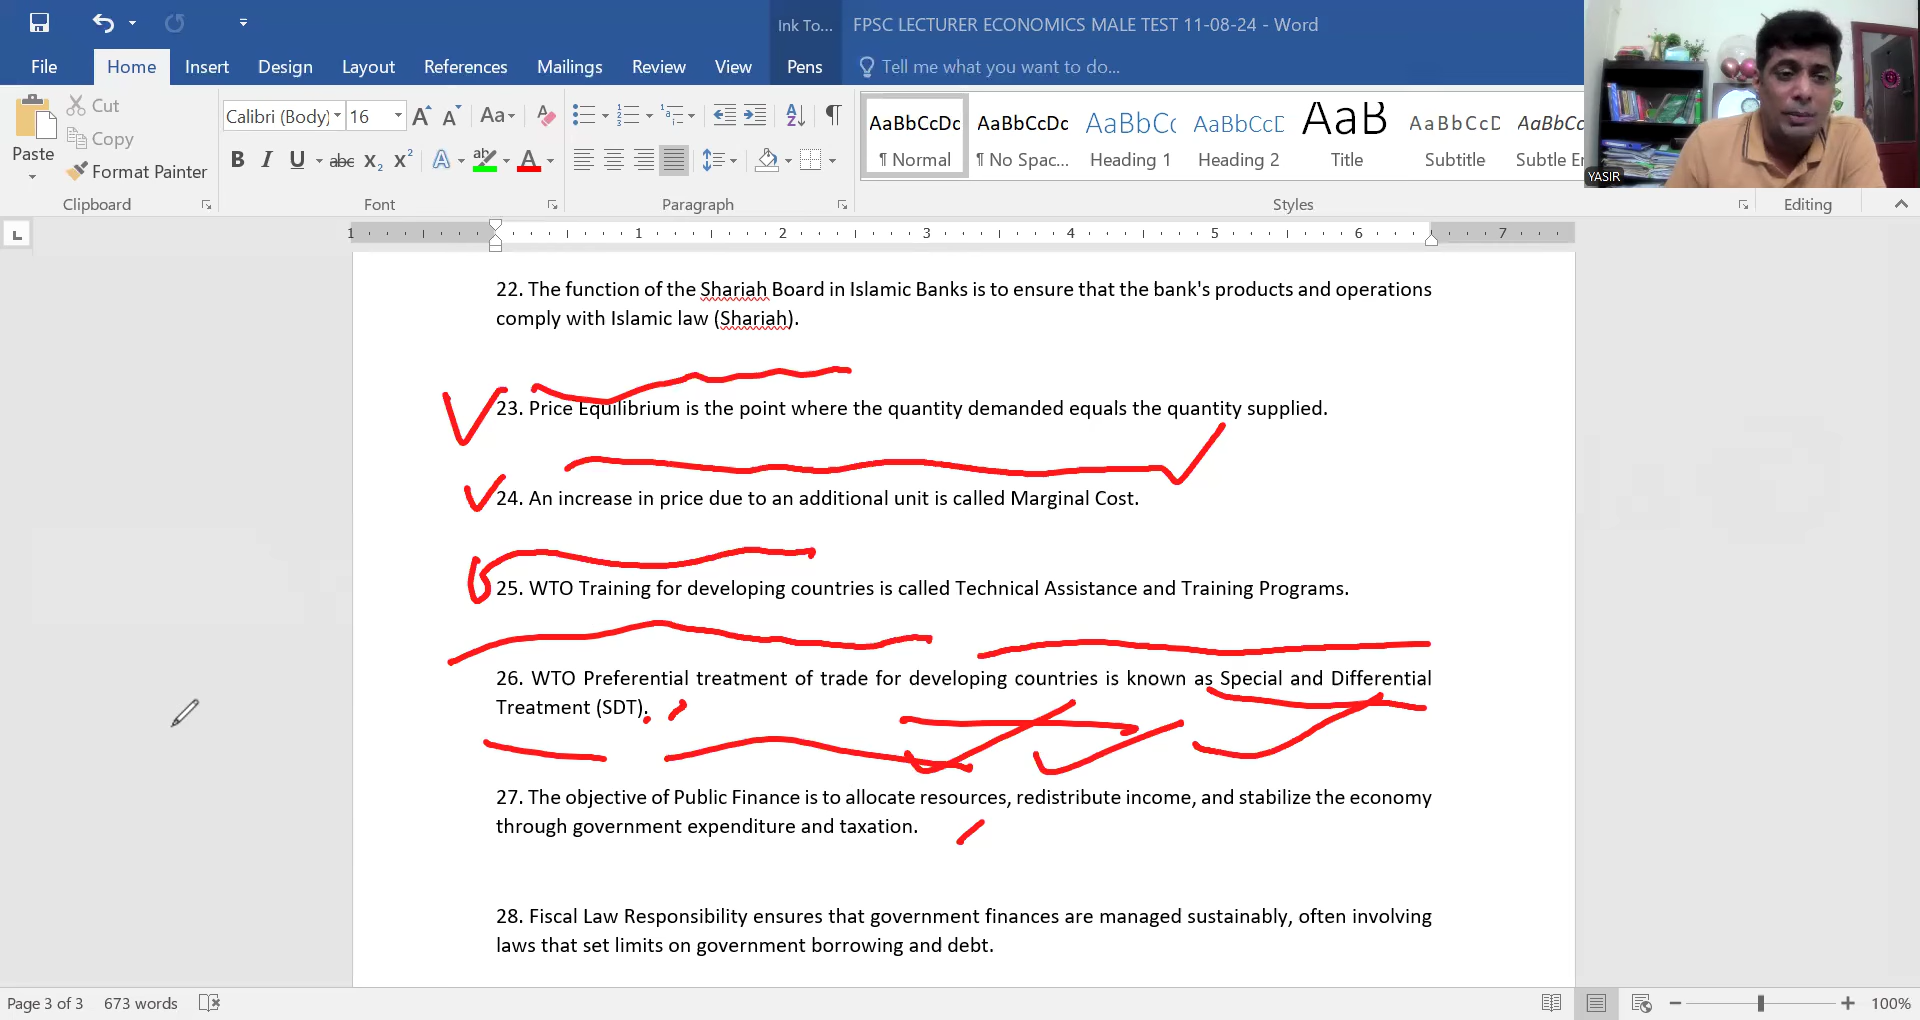 Ink To...
FPSC LECTURER ECONOMICS MALE TEST 11-08-24 - Word
File Home Insert Design Layout References Mailings Review View Pens Tell me what you want to do...
Cut
Copy
Paste
Format Painter
Calibri (Body) 16
AaBbCcDc AaBbCcDc AaBbCc AaBbCcD AaB AaBbCcD AaBbCc
¶ Normal ¶ No Spac... Heading 1 Heading 2 Title Subtitle Subtle E
YASIR
Clipboard Font Paragraph Styles Editing
1 1 2 3 4 5 6 7
22. The function of the Shariah Board in Islamic Banks is to ensure that the bank's products and operations
comply with Islamic law (Shariah).
23. Price Equilibrium is the point where the quantity demanded equals the quantity supplied.
24. An increase in price due to an additional unit is called Marginal Cost.
25. WTO Training for developing countries is called Technical Assistance and Training Programs.
26. WTO Preferential treatment of trade for developing countries is known as Special and Differential
Treatment (SDT).
27. The objective of Public Finance is to allocate resources, redistribute income, and stabilize the economy
through government expenditure and taxation.
28. Fiscal Law Responsibility ensures that government finances are managed sustainably, often involving
laws that set limits on government borrowing and debt.
Page 3 of 3 673 words 100%